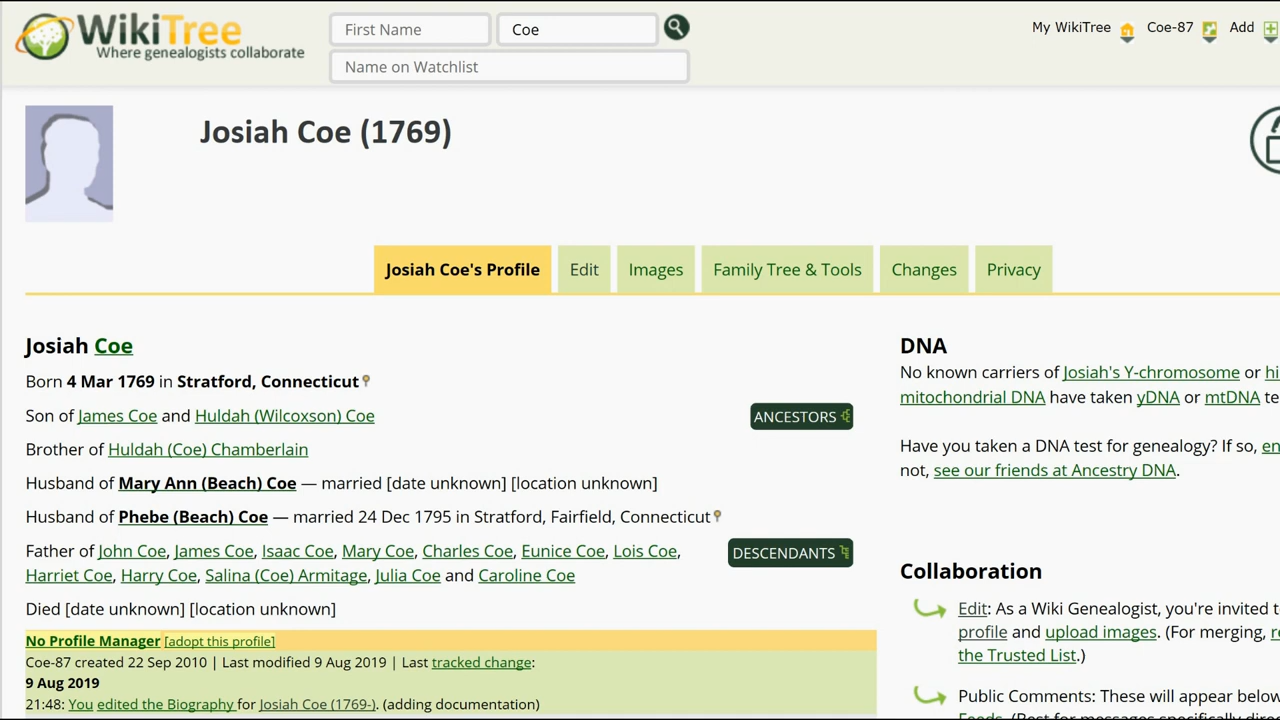 WikiTree
Where genealogists collaborate
First Name
Coe
Name on Watchlist
My WikiTree
Coe-87
Add
Josiah Coe (1769)
Josiah Coe's Profile
Edit
Images
Family Tree & Tools
Changes
Privacy
Josiah Coe
Born 4 Mar 1769 in Stratford, Connecticut
Son of James Coe and Huldah (Wilcoxson) Coe
ANCESTORS
Brother of Huldah (Coe) Chamberlain
Husband of Mary Ann (Beach) Coe — married [date unknown] [location unknown]
Husband of Phebe (Beach) Coe — married 24 Dec 1795 in Stratford, Fairfield, Connecticut
Father of John Coe, James Coe, Isaac Coe, Mary Coe, Charles Coe, Eunice Coe, Lois Coe,
Harriet Coe, Harry Coe, Salina (Coe) Armitage, Julia Coe and Caroline Coe
DESCENDANTS
Died [date unknown] [location unknown]
No Profile Manager [adopt this profile]
Coe-87 created 22 Sep 2010 | Last modified 9 Aug 2019 | Last tracked change:
9 Aug 2019
21:48: You edited the Biography for Josiah Coe (1769-). (adding documentation)
DNA
No known carriers of Josiah's Y-chromosome or hi
mitochondrial DNA have taken yDNA or mtDNA te
Have you taken a DNA test for genealogy? If so, en
not, see our friends at Ancestry DNA.
Collaboration
Edit: As a Wiki Genealogist, you're invited t
profile and upload images. (For merging, re
the Trusted List.)
Public Comments: These will appear below
Feeds. (Best for messages specifically direc